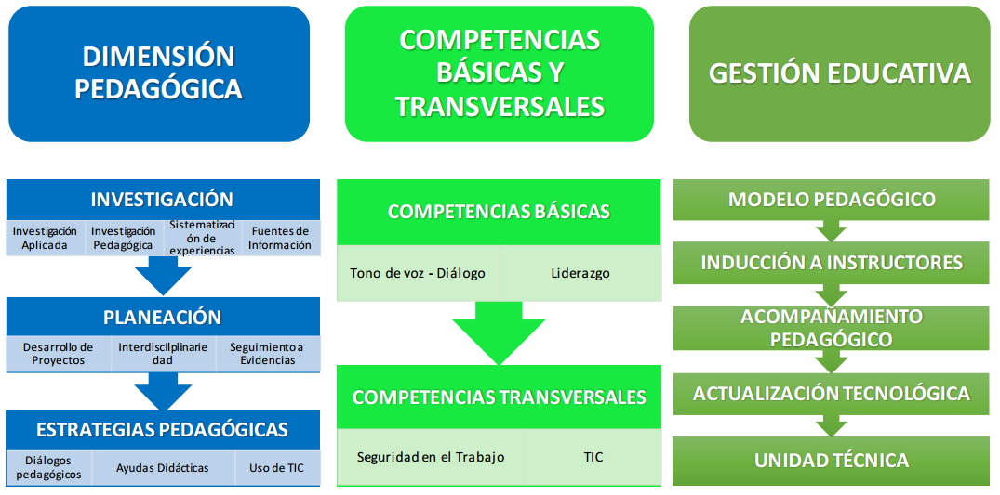 DIMENSIÓN
PEDAGÓGICA
COMPETENCIAS
BÁSICAS Y
TRANSVERSALES
GESTIÓN EDUCATIVA
INVESTIGACIÓN
Investigación
Aplicada
Investigación
Pedagógica
Sistematizaci
ón de
experiencias
Fuentes de
Información
PLANEACIÓN
Desarrollo de
Proyectos
Interdiscilplinarie
dad
Seguimiento a
Evidencias
ESTRATEGIAS PEDAGÓGICAS
Diálogos
pedagógicos
Ayudas Didácticas
Uso de TIC
COMPETENCIAS BÁSICAS
Tono de voz - Diálogo
Liderazgo
COMPETENCIAS TRANSVERSALES
Seguridad en el Trabajo
TIC
MODELO PEDAGÓGICO
INDUCCIÓN A INSTRUCTORES
ACOMPAÑAMIENTO
PEDAGÓGICO
ACTUALIZACIÓN TECNOLÓGICA
UNIDAD TÉCNICA